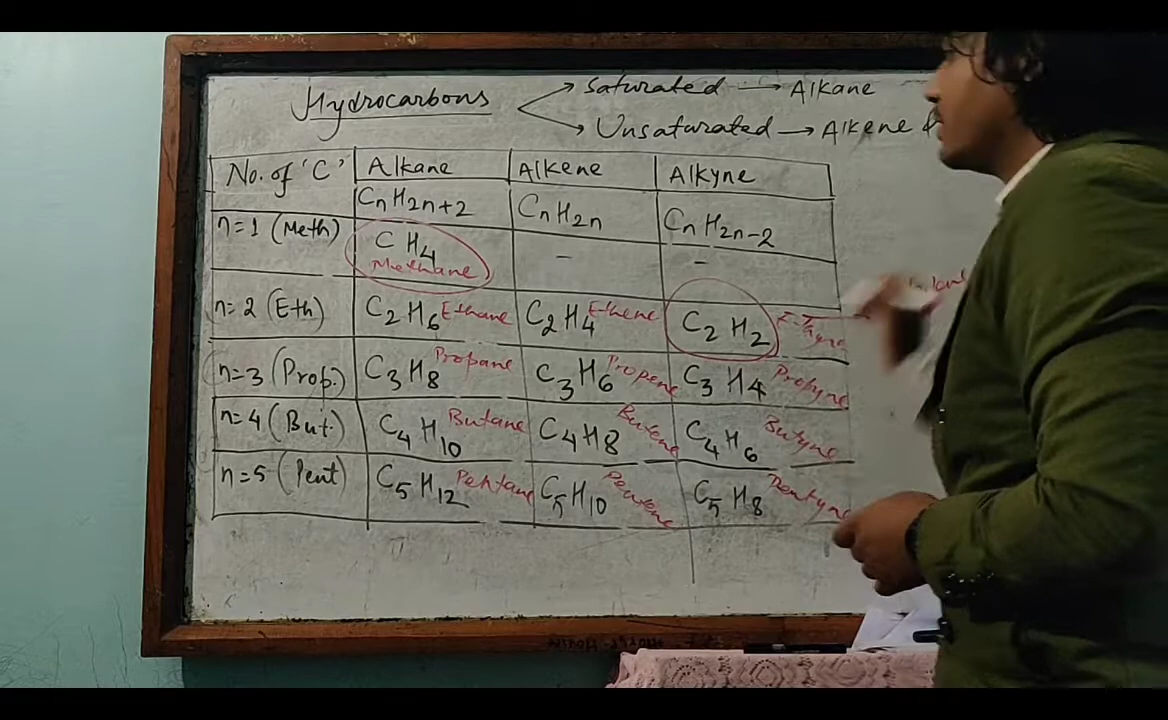 Hydrocarbons
Saturated → Alkane
Unsaturated → Alkene &
No. of 'C' Alkane Alkene Alkyne
CnH2n+2 CnH2n CnH2n-2
n=1 (Meth) CH4 Methane - -
n=2 (Eth) C2H6 Ethane C2H4 Ethene C2H2
n=3 (Prop.) C3H8 Propane C3H6 Propene C3H4 Propyne
n=4 (But.) C4H10 Butane C4H8 Butene C4H6 Butyne
n=5 (Pent) C5H12 Pentane C5H10 C5H8 Pentyne